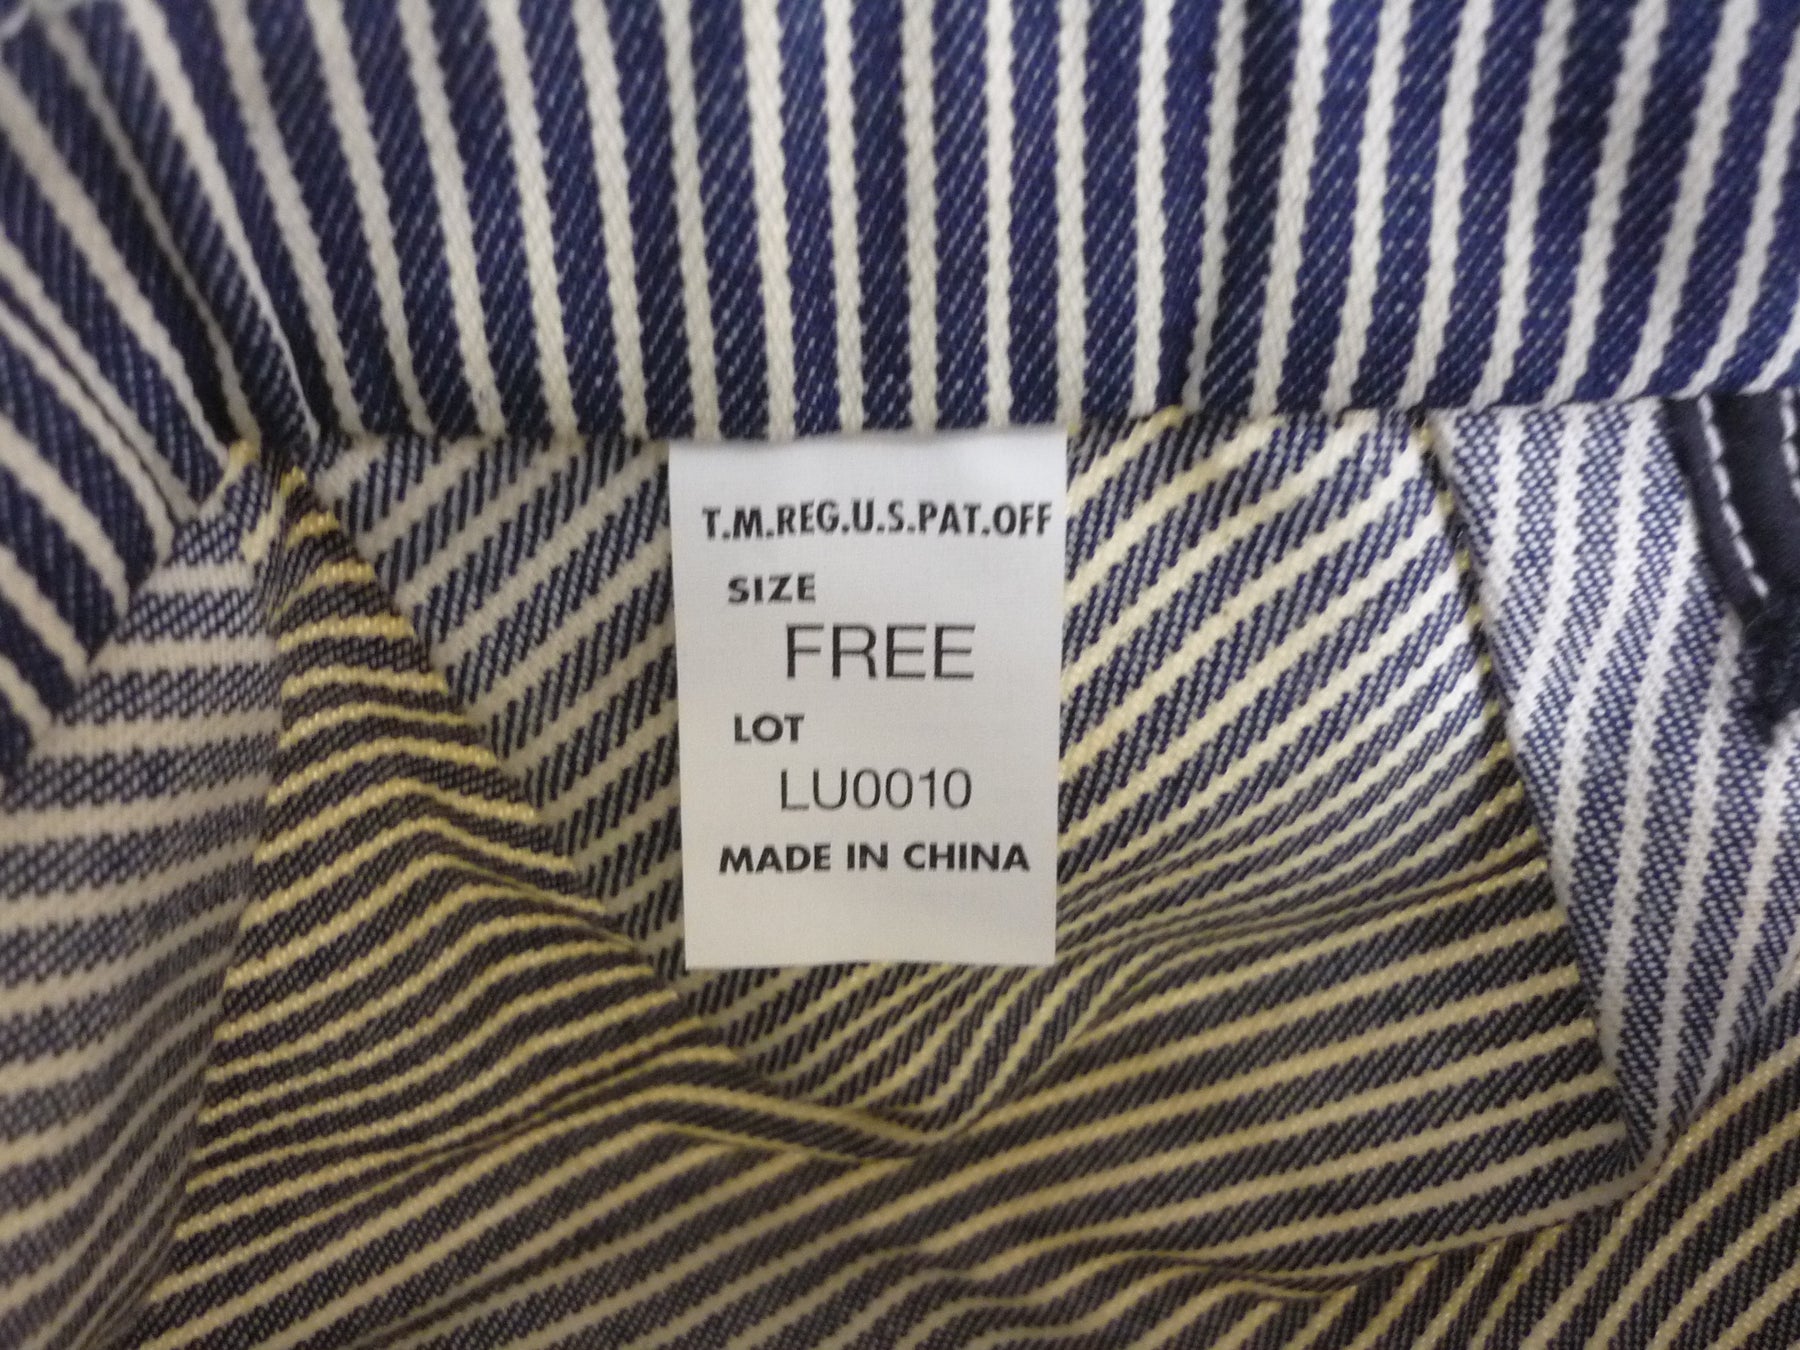 T.M.REG.U.S.PAT.OFF
SIZE
FREE
LOT
LU0010
MADE IN CHINA